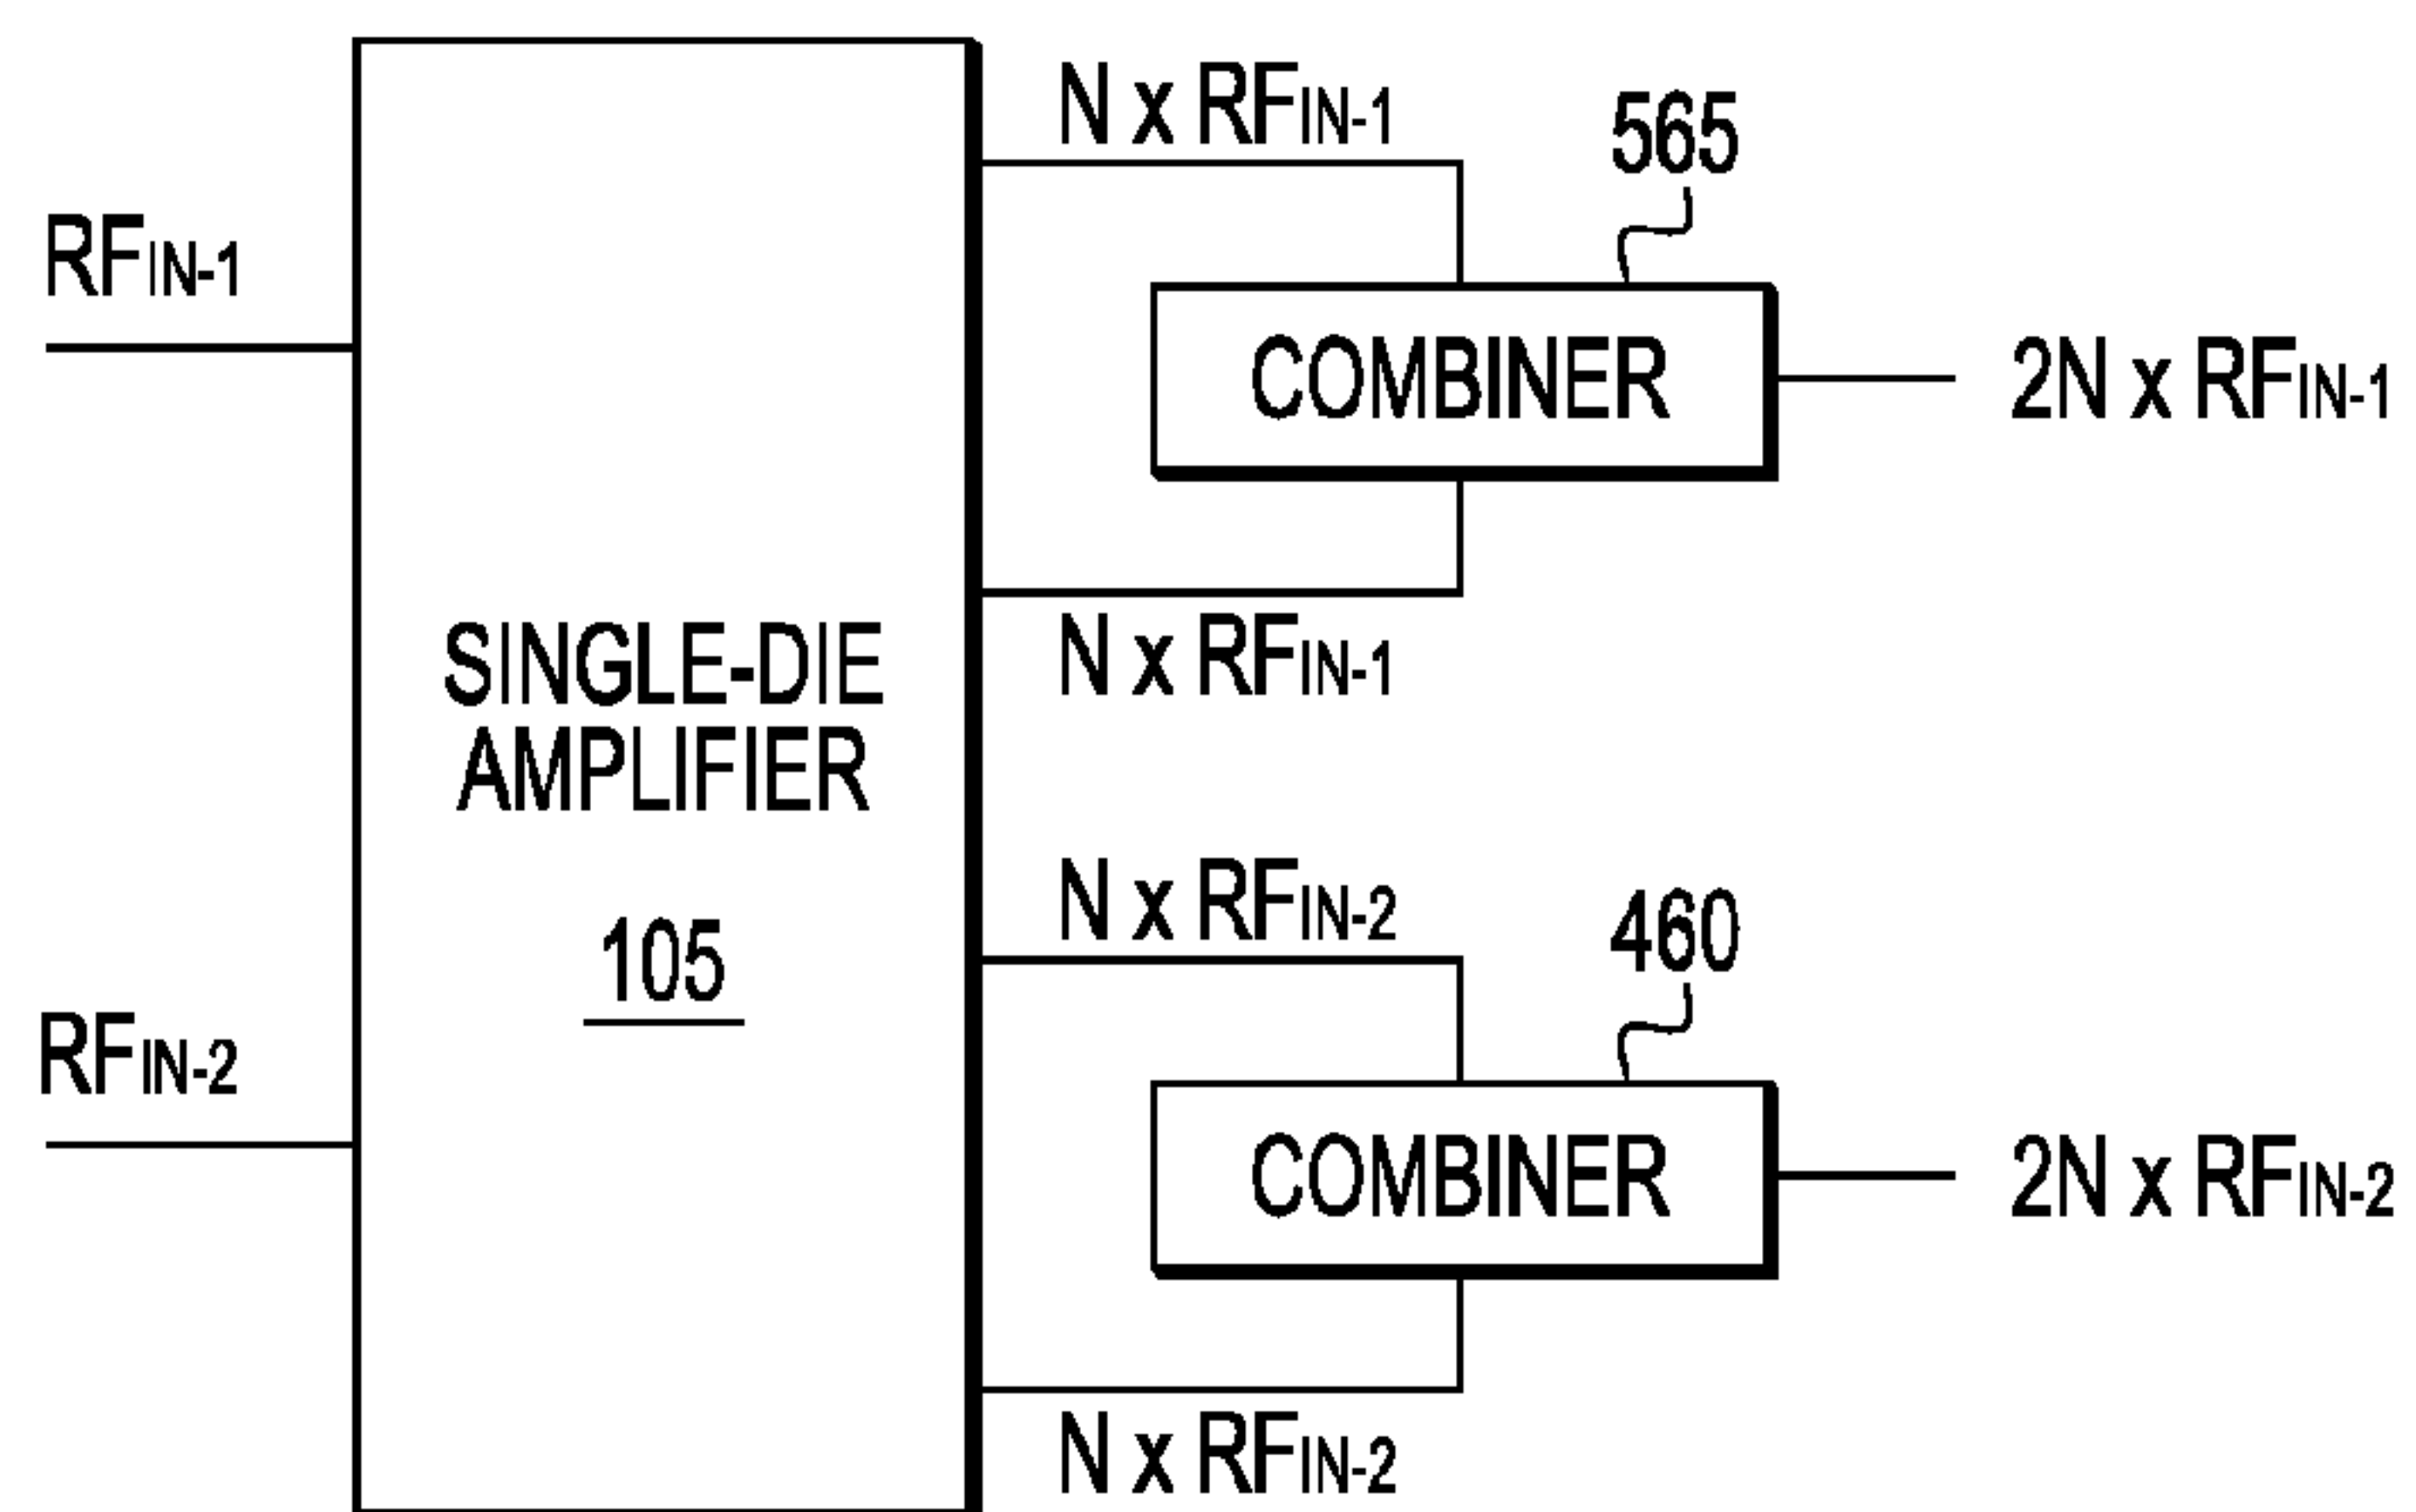 N x RFIN-1
565
RFIN-1
COMBINER
2N x RFIN-1
SINGLE-DIE
AMPLIFIER
N x RFIN-1
105
N x RFIN-2
460
RFIN-2
COMBINER
2N x RFIN-2
N x RFIN-2